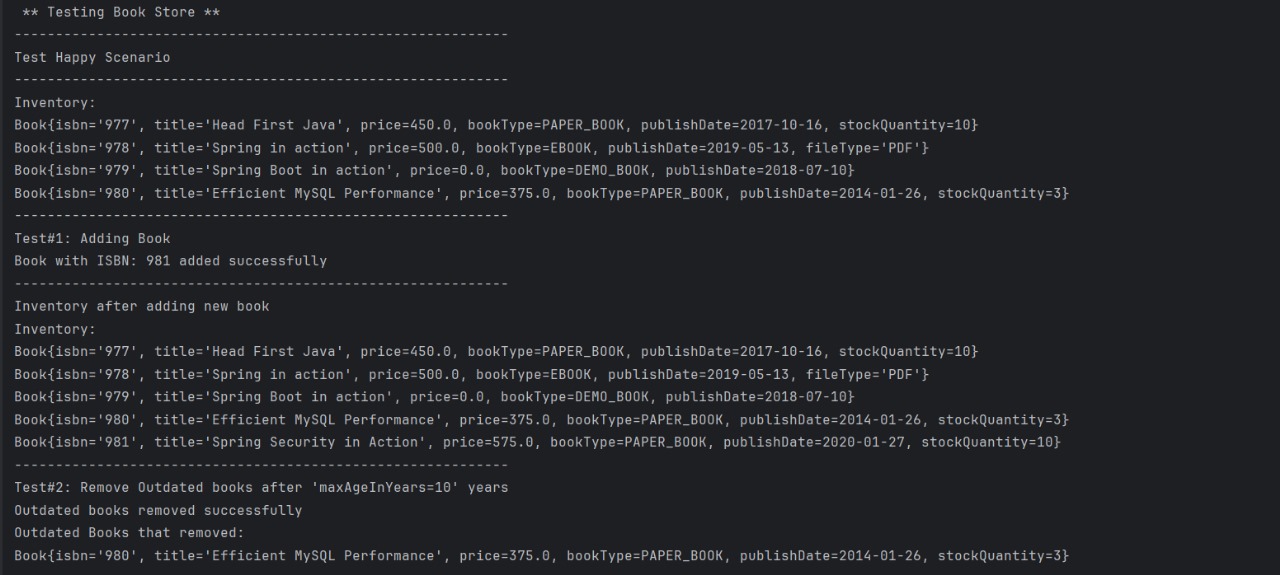 ** Testing Book Store **
------------------------------------------------------------
Test Happy Scenario
------------------------------------------------------------
Inventory:
Book{isbn='977', title='Head First Java', price=450.0, bookType=PAPER_BOOK, publishDate=2017-10-16, stockQuantity=10}
Book{isbn='978', title='Spring in action', price=500.0, bookType=EBOOK, publishDate=2019-05-13, fileType='PDF'}
Book{isbn='979', title='Spring Boot in action', price=0.0, bookType=DEMO_BOOK, publishDate=2018-07-10}
Book{isbn='980', title='Efficient MySQL Performance', price=375.0, bookType=PAPER_BOOK, publishDate=2014-01-26, stockQuantity=3}
------------------------------------------------------------
Test#1: Adding Book
Book with ISBN: 981 added successfully
------------------------------------------------------------
Inventory after adding new book
Inventory:
Book{isbn='977', title='Head First Java', price=450.0, bookType=PAPER_BOOK, publishDate=2017-10-16, stockQuantity=10}
Book{isbn='978', title='Spring in action', price=500.0, bookType=EBOOK, publishDate=2019-05-13, fileType='PDF'}
Book{isbn='979', title='Spring Boot in action', price=0.0, bookType=DEMO_BOOK, publishDate=2018-07-10}
Book{isbn='980', title='Efficient MySQL Performance', price=375.0, bookType=PAPER_BOOK, publishDate=2014-01-26, stockQuantity=3}
Book{isbn='981', title='Spring Security in Action', price=575.0, bookType=PAPER_BOOK, publishDate=2020-01-27, stockQuantity=10}
------------------------------------------------------------
Test#2: Remove Outdated books after 'maxAgeInYears=10' years
Outdated books removed successfully
Outdated Books that removed:
Book{isbn='980', title='Efficient MySQL Performance', price=375.0, bookType=PAPER_BOOK, publishDate=2014-01-26, stockQuantity=3}